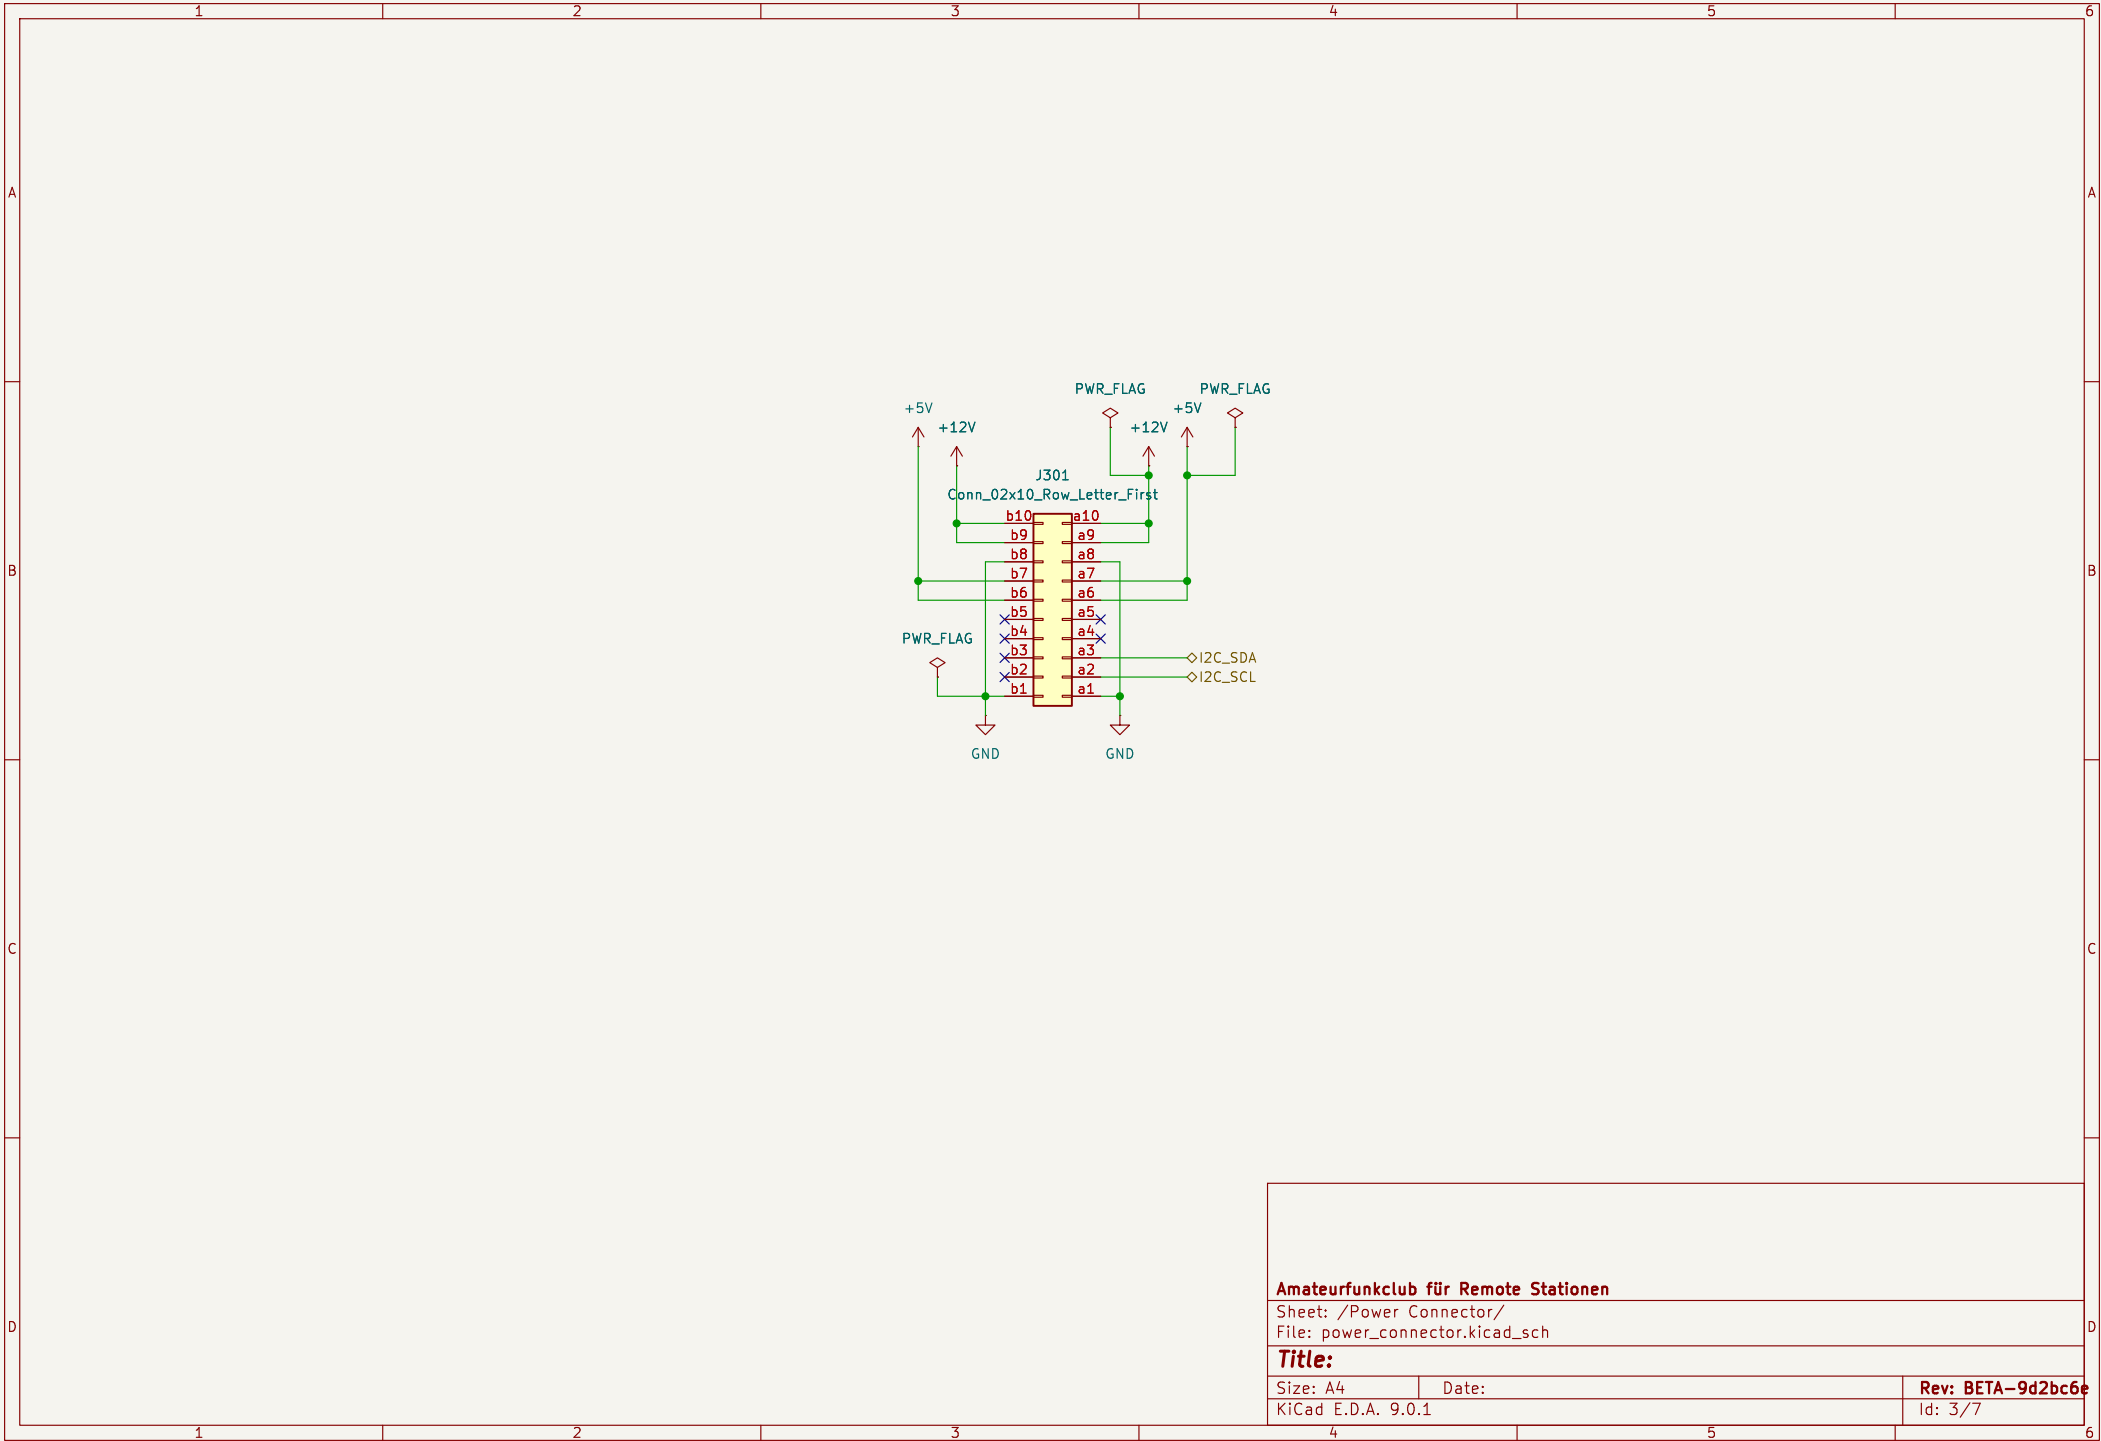 1 2 3 4 5 6
A A
PWR_FLAG PWR_FLAG
+5V +5V
+12V +12V
J301
Conn_02x10_Row_Letter_First
b10 a10
b9 a9
b8 a8
B B
b7 a7
b6 a6
b5 a5
b4 a4
PWR_FLAG
b3 a3 I2C_SDA
b2 a2 I2C_SCL
b1 a1
GND GND
C C
Amateurfunkclub für Remote Stationen
Sheet: /Power Connector/
D D
File: power_connector.kicad_sch
Title:
Size: A4 Date: Rev: BETA-9d2bc6e
KiCad E.D.A. 9.0.1 Id: 3/7
1 2 3 4 5 6